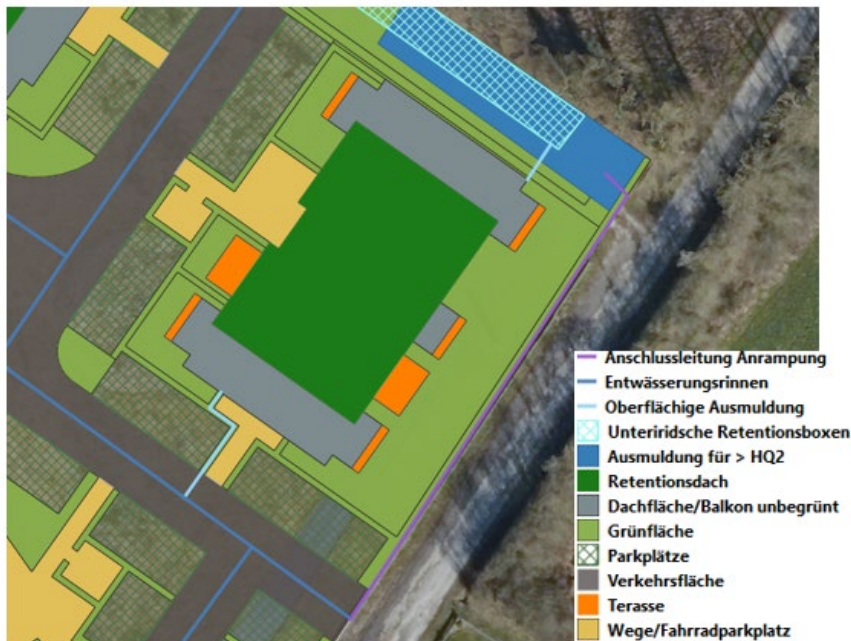 Anschlussleitung Anrampung
Entwässerungsrinnen
Oberflächige Ausmuldung
Unteriridsche Retentionsboxen
Ausmuldung für > HQ2
Retentionsdach
Dachfläche/Balkon unbegrünt
Grünfläche
Parkplätze
Verkehrsfläche
Terasse
Wege/Fahrradparkplatz